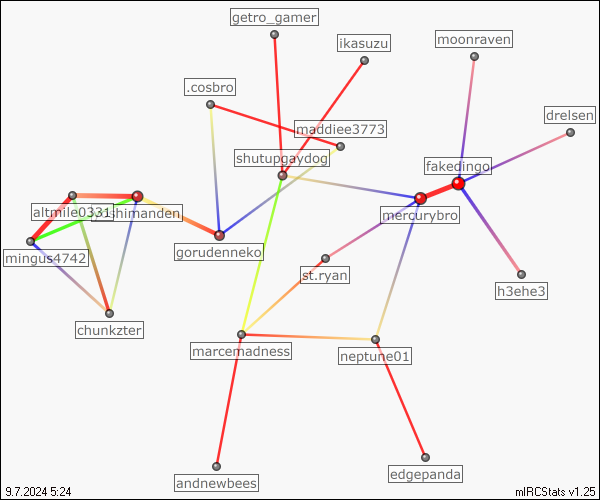 getro_gamer
ikasuzu
moonraven
.cosbro
drelsen
maddiee3773
shutupgaydog
fakedingo
altmile0331
mercurybro
mingus4742
gorudenneko
st.ryan
h3ehe3
chunkzter
marcemadness
neptune01
andnewbees
edgepanda
9.7.2024 5:24
mIRCStats v1.25